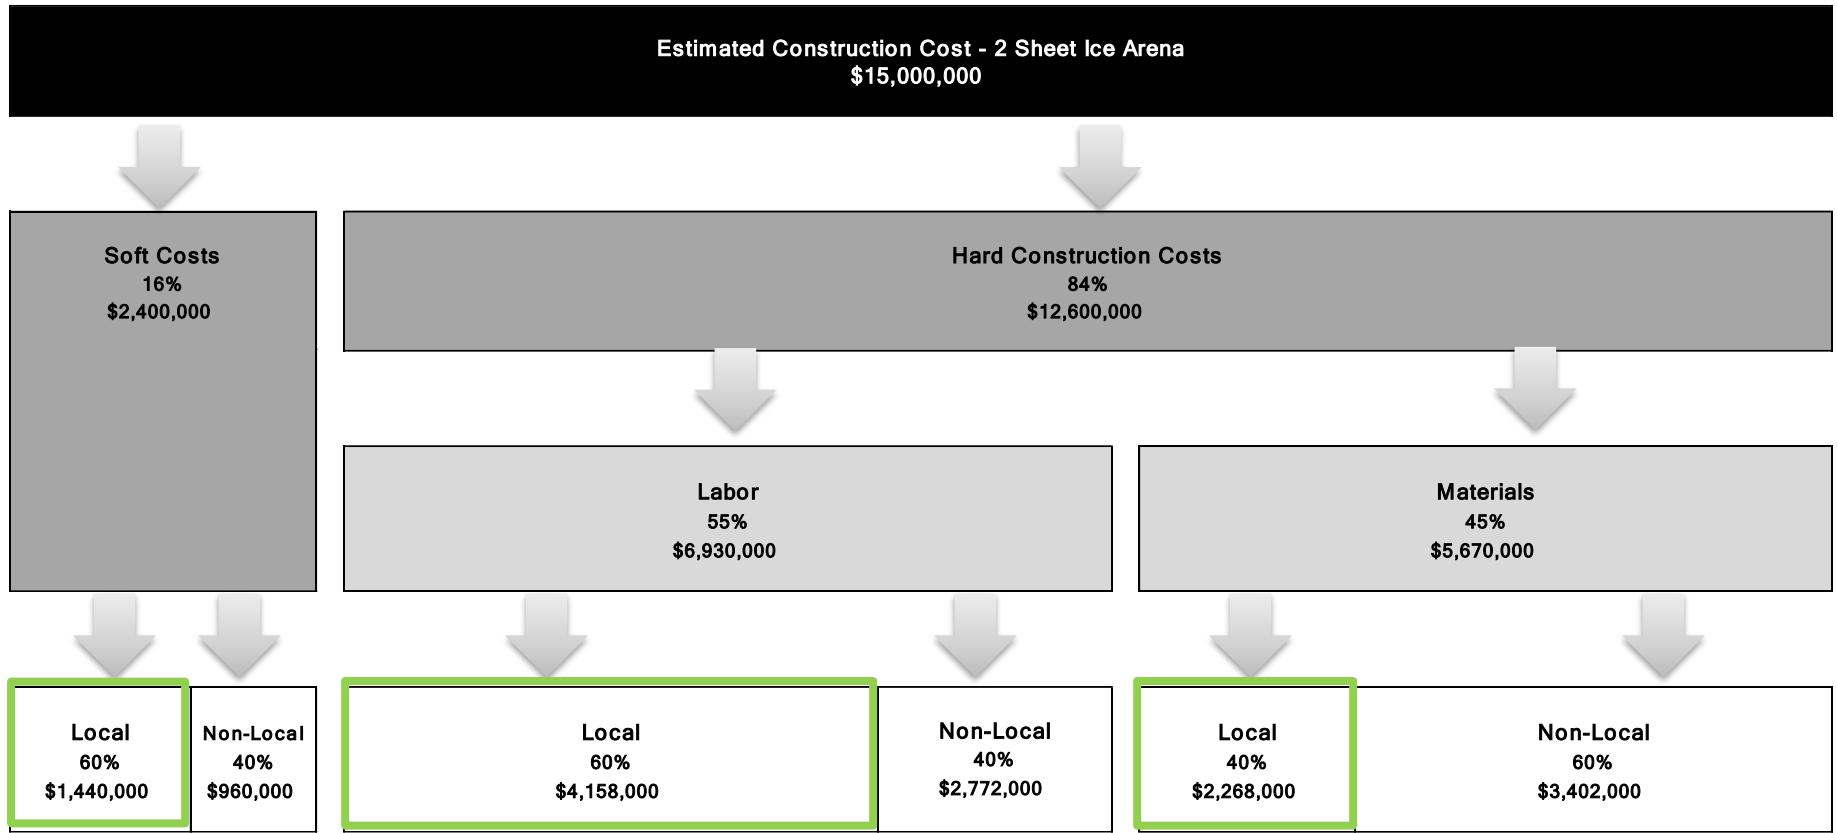 Estimated Construction Cost - 2 Sheet Ice Arena
$15,000,000
Soft Costs
16%
$2,400,000
Hard Construction Costs
84%
$12,600,000
Labor
55%
$6,930,000
Materials
45%
$5,670,000
Local
60%
$1,440,000
Non-Local
40%
$960,000
Local
60%
$4,158,000
Non-Local
40%
$2,772,000
Local
40%
$2,268,000
Non-Local
60%
$3,402,000